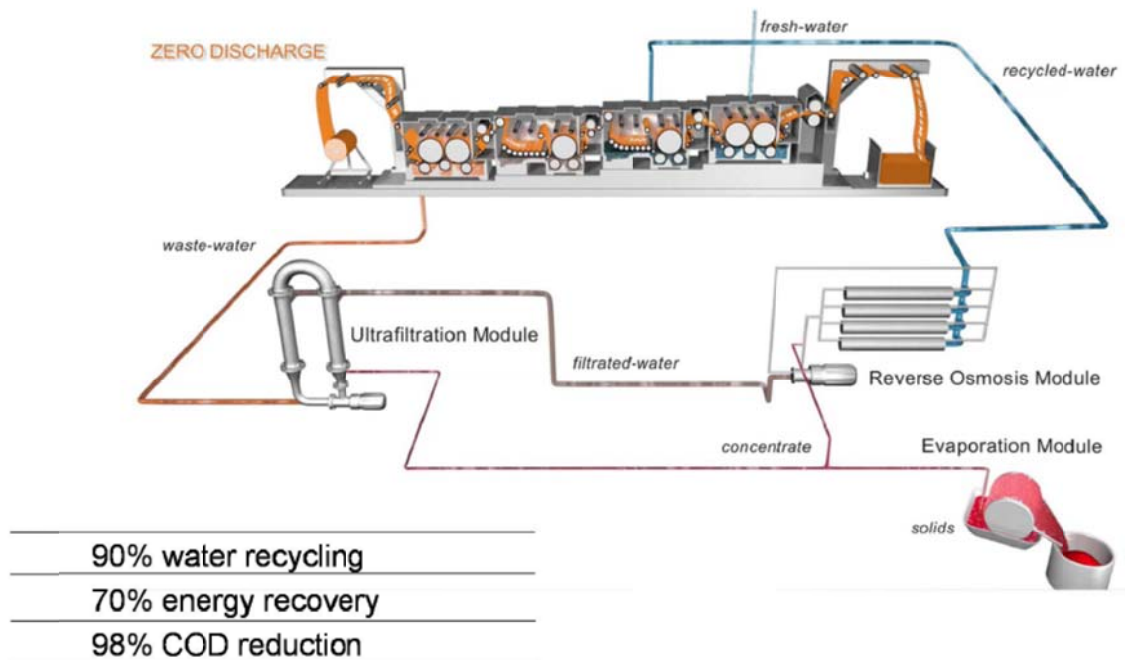 fresh-water
ZERO DISCHARGE
recycled-water
waste-water
Ultrafiltration Module
filtrated-water
Reverse Osmosis Module
concentrate
Evaporation Module
solids
90% water recycling
70% energy recovery
98% COD reduction